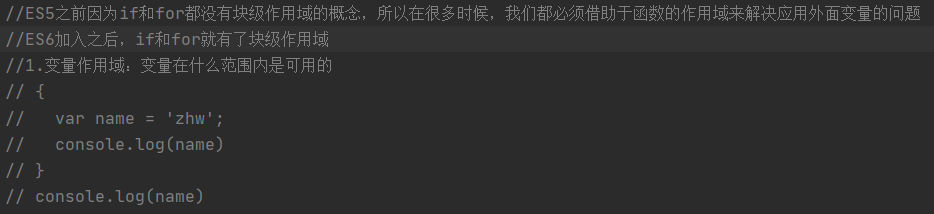 //ES5之前因为if和for都没有块级作用域的概念，所以在很多时候，我们都必须借助于函数的作用域来解决应用外面变量的问题
//ES6加入之后，if和for就有了块级作用域
//1.变量作用域：变量在什么范围内是可用的
// {
//   var name = 'zhw';
//   console.log(name)
// }
// console.log(name)